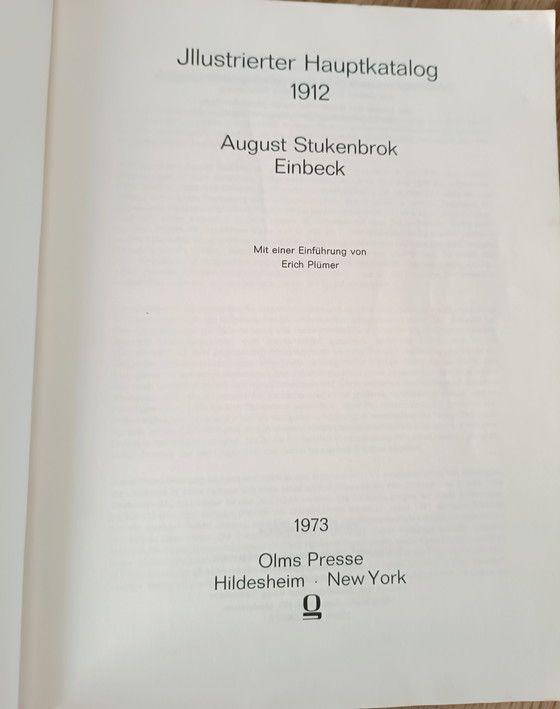 Jllustrierter Hauptkatalog
1912
August Stukenbrok
Einbeck
Mit einer Einführung von
Erich Plümer
1973
Olms Presse
Hildesheim · New York